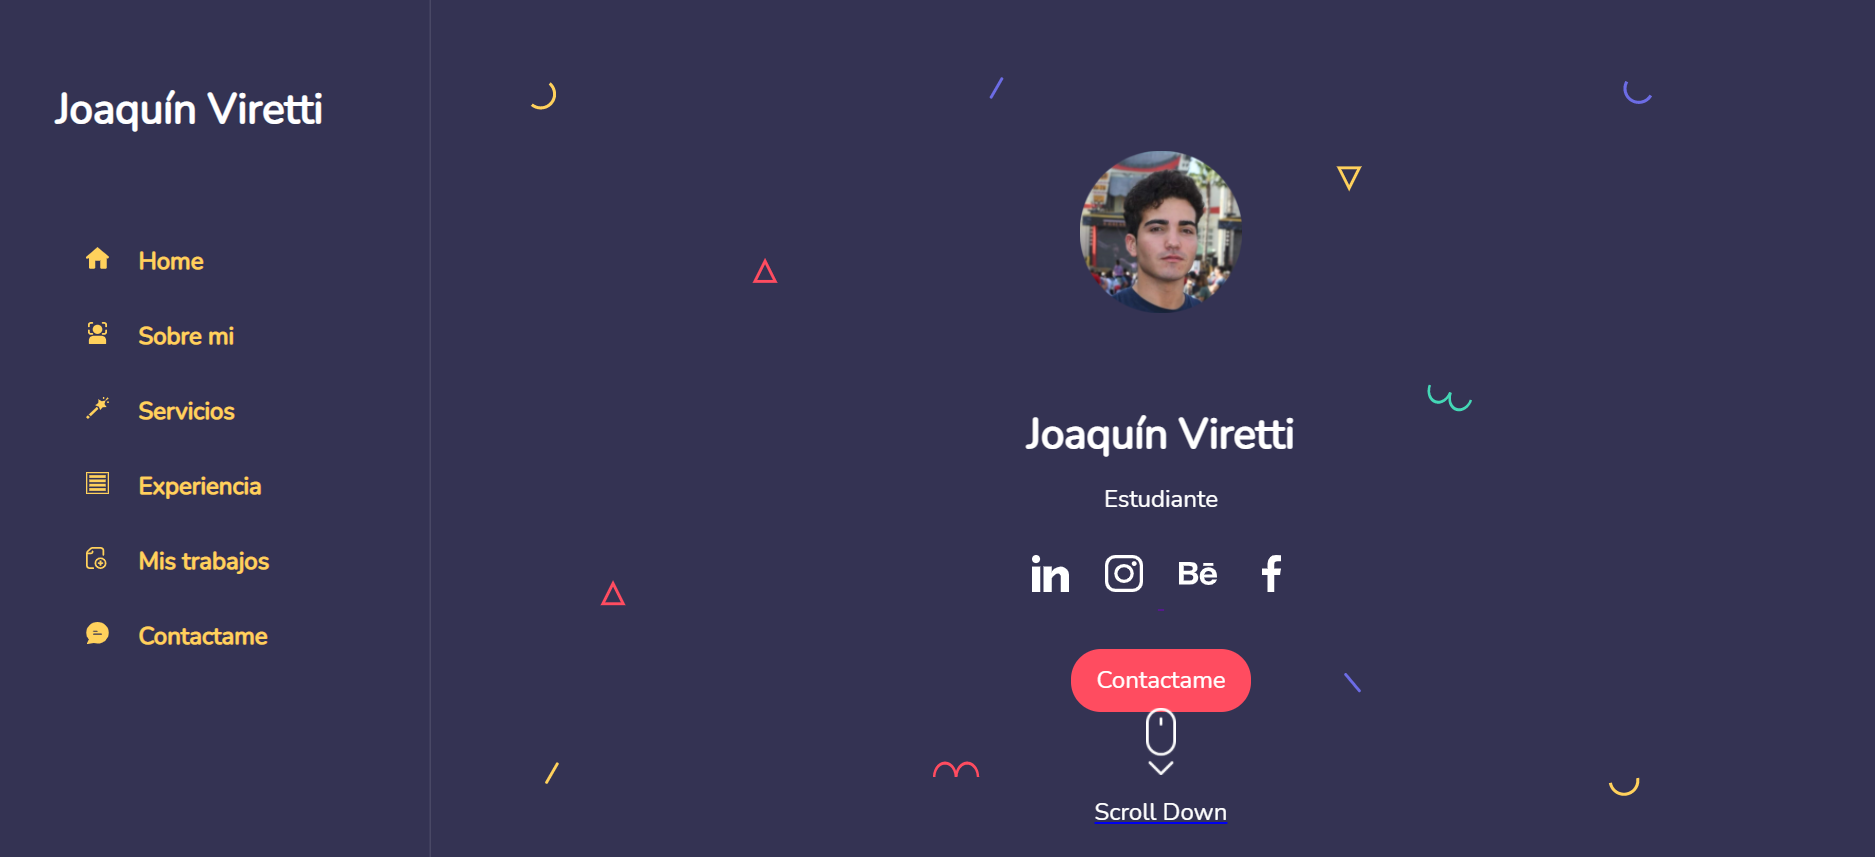 Joaquín Viretti
Home
Sobre mi
Servicios
Experiencia
Mis trabajos
Contactame
Joaquín Viretti
Estudiante
in
Bē
f
Contactame
Scroll Down